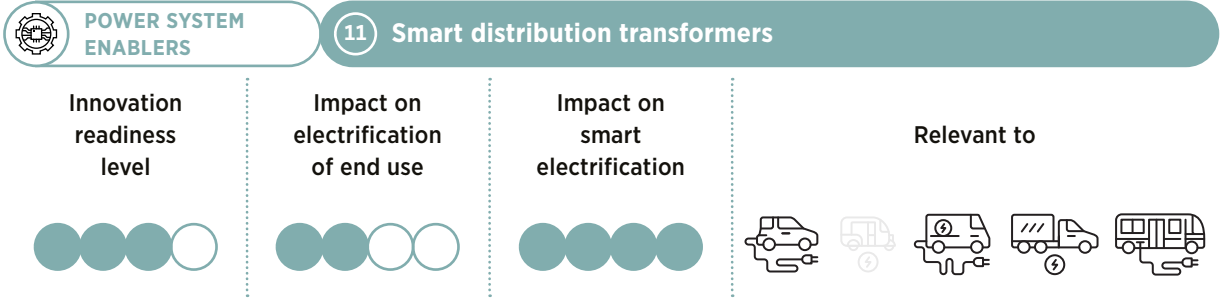 POWER SYSTEM
ENABLERS
11 Smart distribution transformers
Innovation
readiness
level
Impact on
electrification
of end use
Impact on
smart
electrification
Relevant to